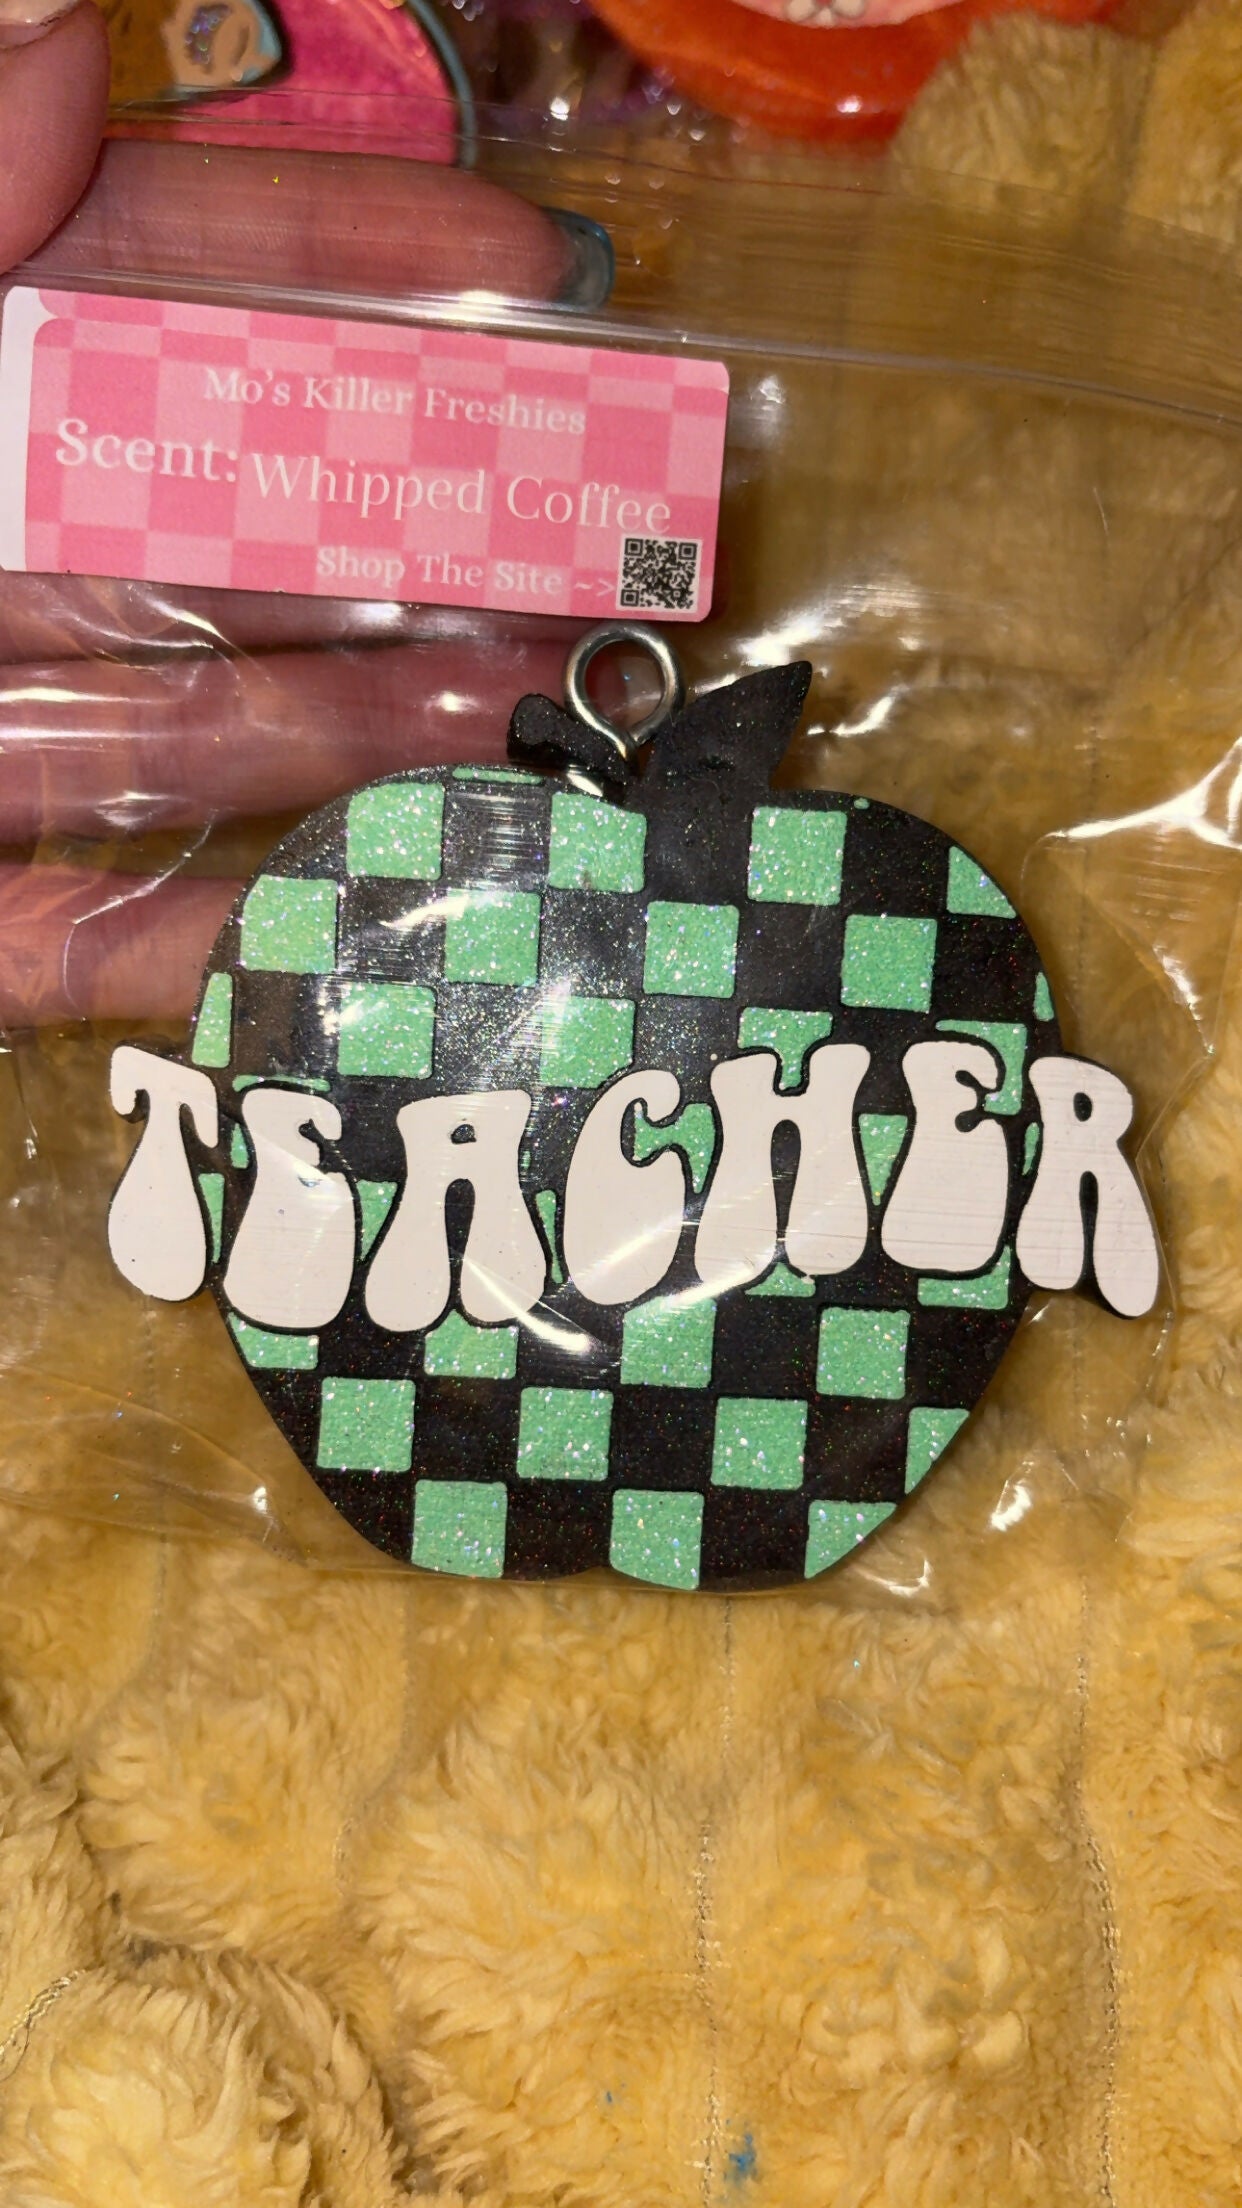 Mo's Killer Freshies
Scent: Whipped Coffee
Shop The Site ~>
TEACHER